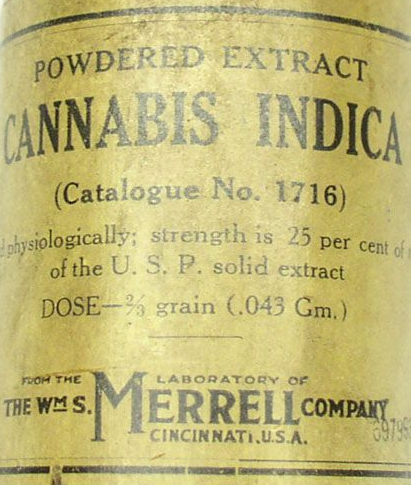 POWDERED EXTRACT
CANNABIS INDICA
(Catalogue No. 1716)
physiologically; strength is 25 per cent of
of the U. S. P. solid extract
DOSE—⅔ grain (.043 Gm.)
FROM THE LABORATORY OF
THE WM S. MERRELL COMPANY
CINCINNATI, U.S.A.